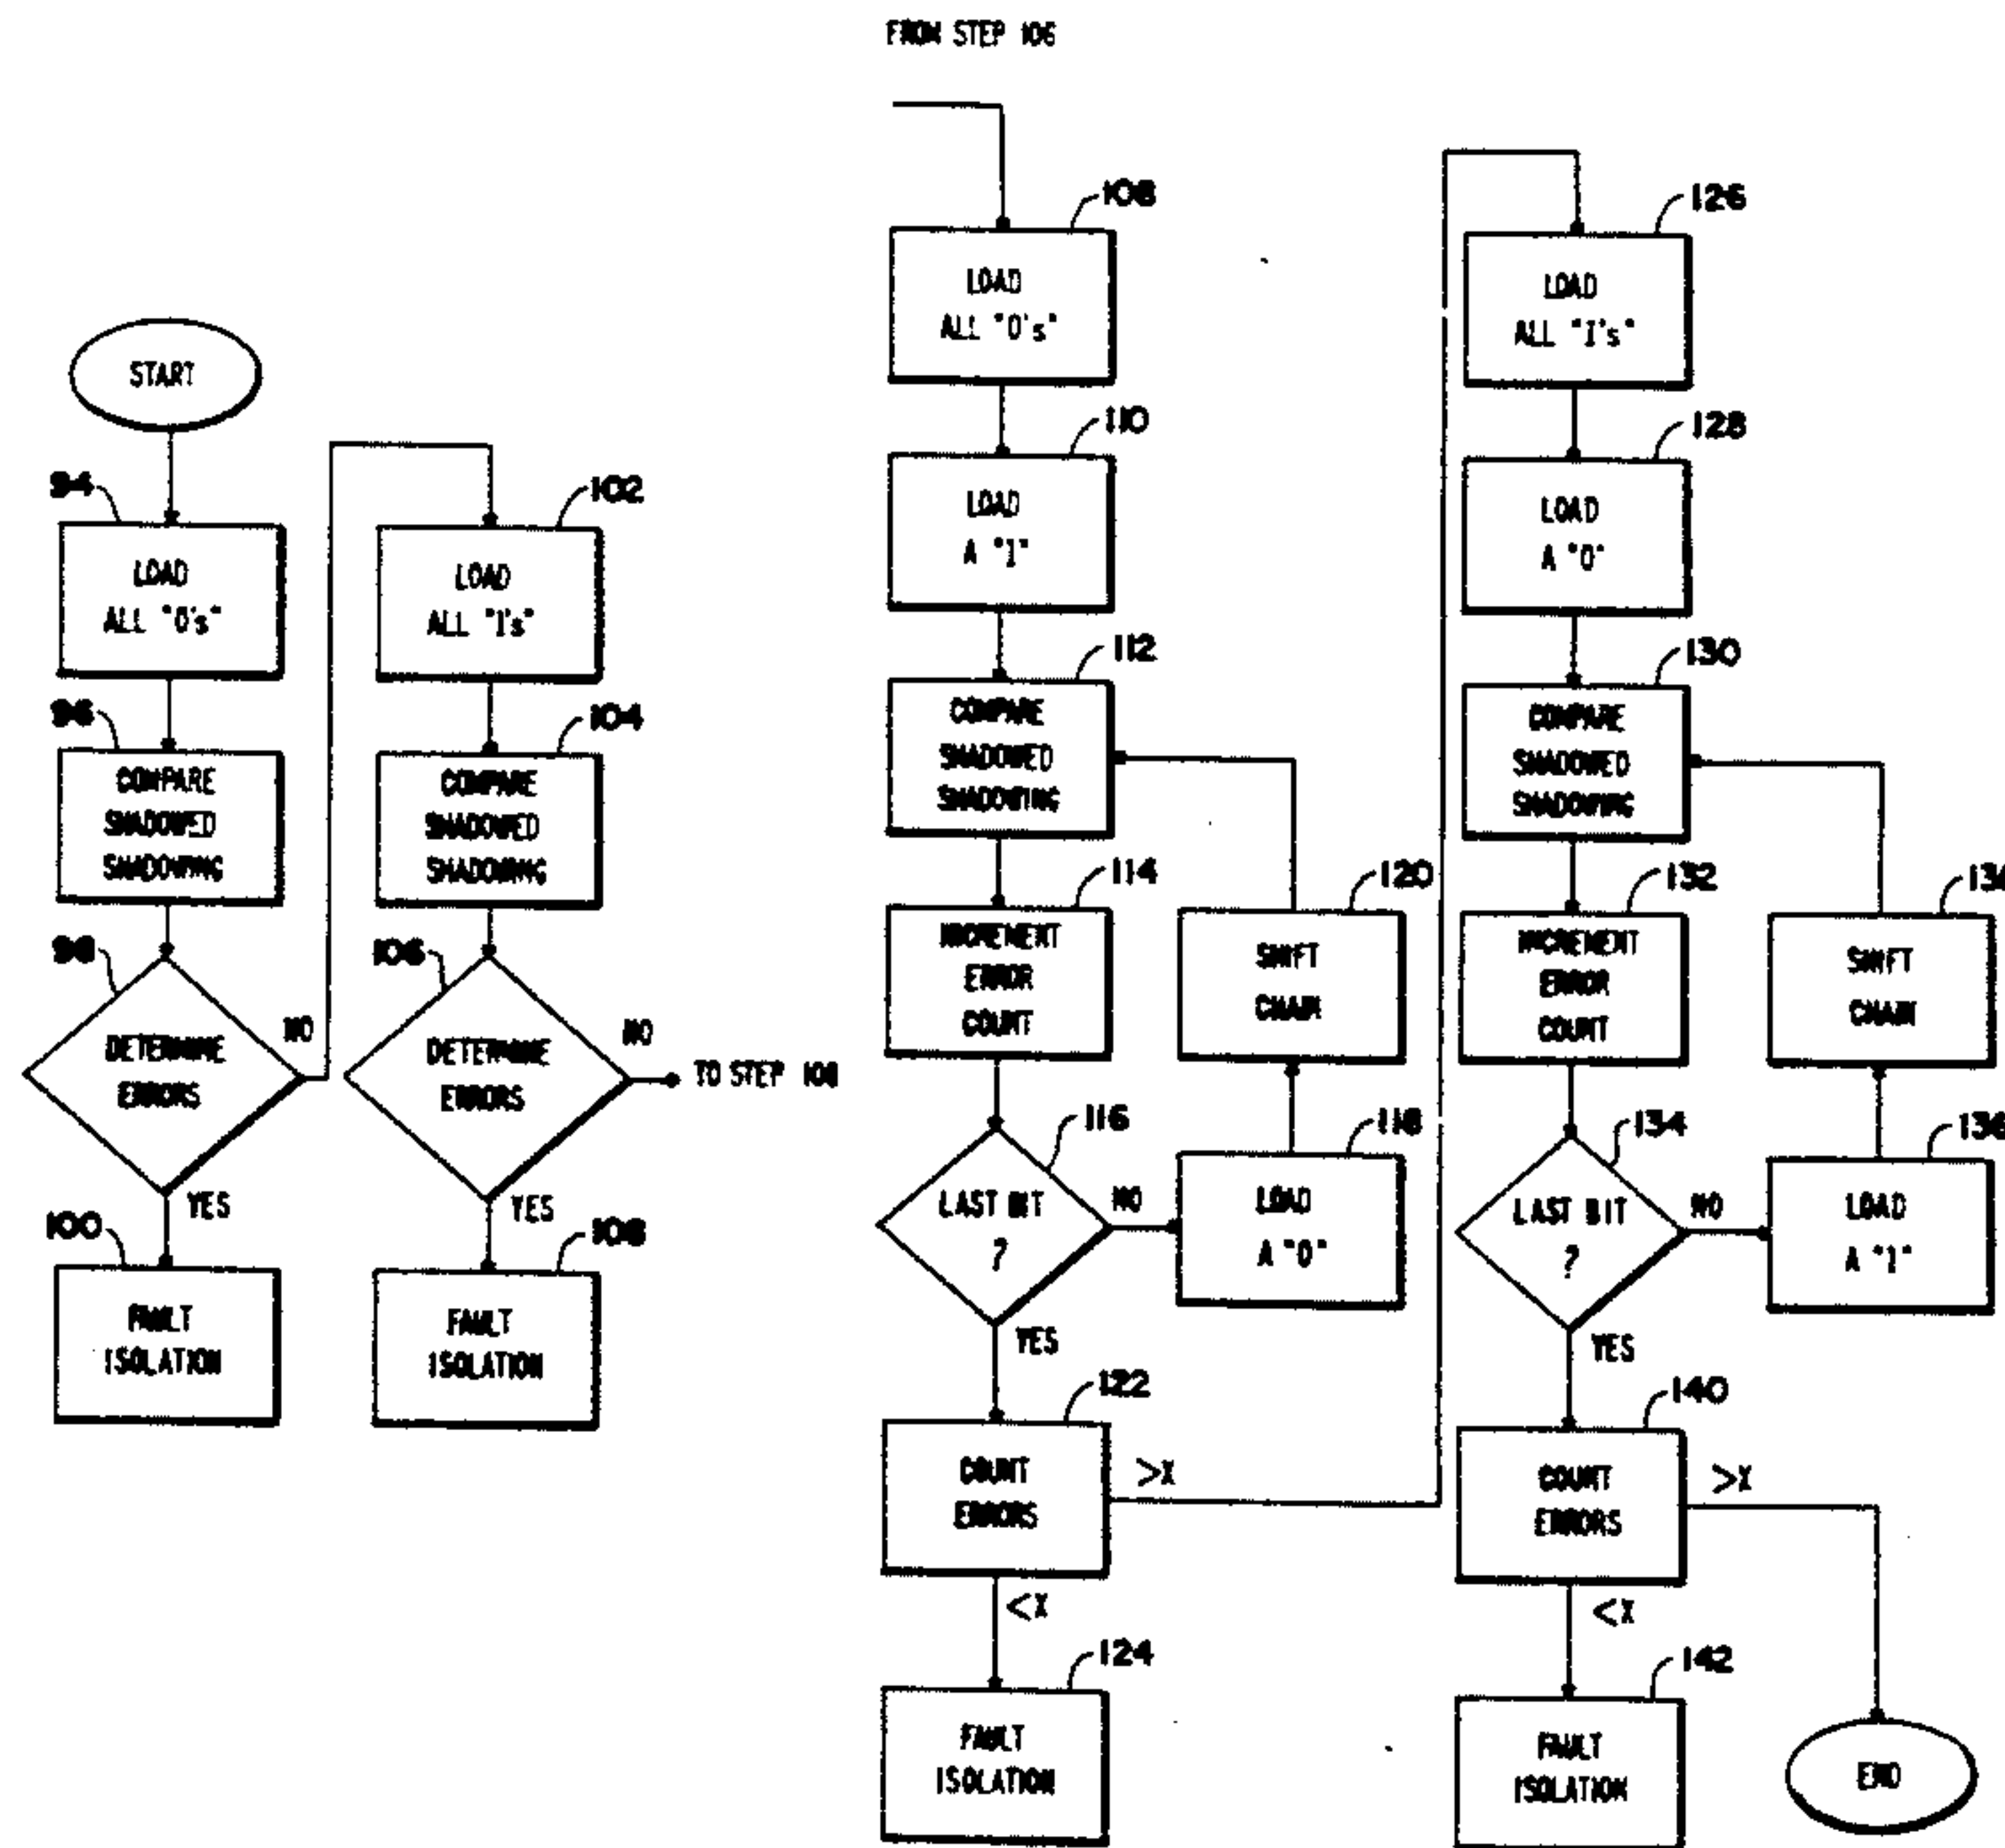 START
94
LOAD
ALL "0's"
96
COMPARE
SHADOWED
SHADOWING
98
DETERMINE
ERRORS
NO
YES
100
FAULT
ISOLATION
102
LOAD
ALL "1's"
104
COMPARE
SHADOWED
SHADOWING
106
DETERMINE
ERRORS
NO
TO STEP 108
YES
108
FAULT
ISOLATION
FROM STEP 106
108
LOAD
ALL "0's"
110
LOAD
A "1"
112
COMPARE
SHADOWED
SHADOWING
114
INCREMENT
ERROR
COUNT
116
LAST BIT
?
NO
YES
118
LOAD
A "0"
120
SHIFT
CHAIN
122
COUNT
ERRORS
>X
<X
124
FAULT
ISOLATION
126
LOAD
ALL "1's"
128
LOAD
A "0"
130
COMPARE
SHADOWED
SHADOWING
132
INCREMENT
ERROR
COUNT
134
LAST BIT
?
NO
YES
LOAD
A "1"
SHIFT
CHAIN
140
COUNT
ERRORS
>X
<X
142
FAULT
ISOLATION
END